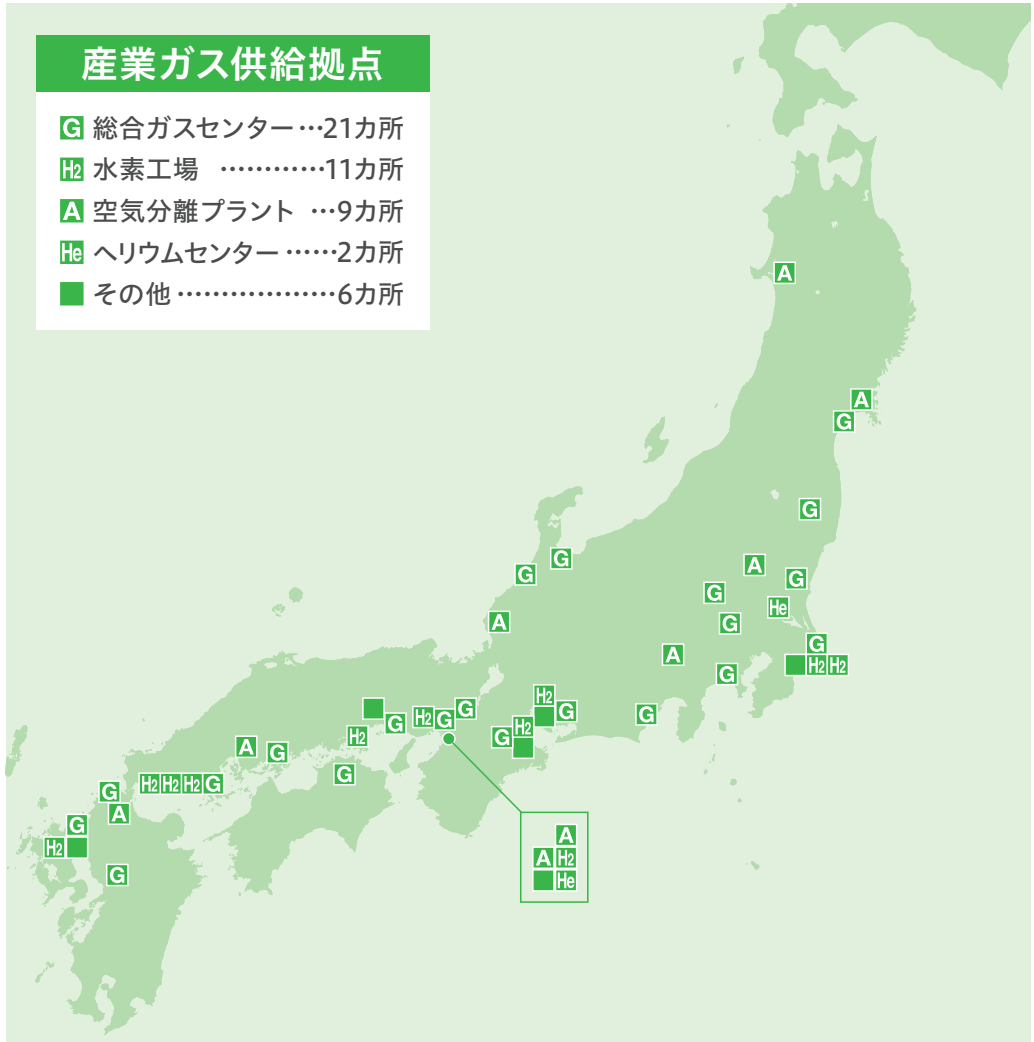 産業ガス供給拠点
G 総合ガスセンター…21カ所
H2 水素工場 …………11カ所
A 空気分離プラント …9カ所
He ヘリウムセンター ……2カ所
その他 ………………6カ所
A
A
G
G
G
A
G
G
G
He
A
G
A
G
H2 H2
G
H2
G
G
G
H2
H2 G
G
G
H2
G
A
G
G
H2 H2 H2 G
G
A
G
H2
G
A
A H2
He